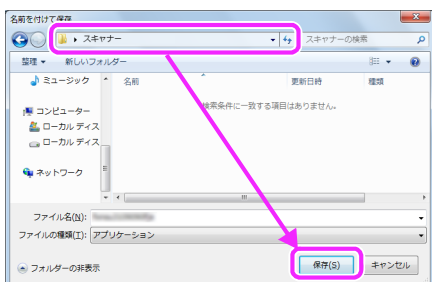 名前を付けて保存
スキャナー
スキャナーの検索
整理 新しいフォルダー
ミュージック
コンピューター
ローカル ディス
ローカル ディス
ネットワーク
名前 更新日時 種類
検索条件に一致する項目はありません。
ファイル名(N):
ファイルの種類(T): アプリケーション
フォルダーの非表示
保存(S) キャンセル